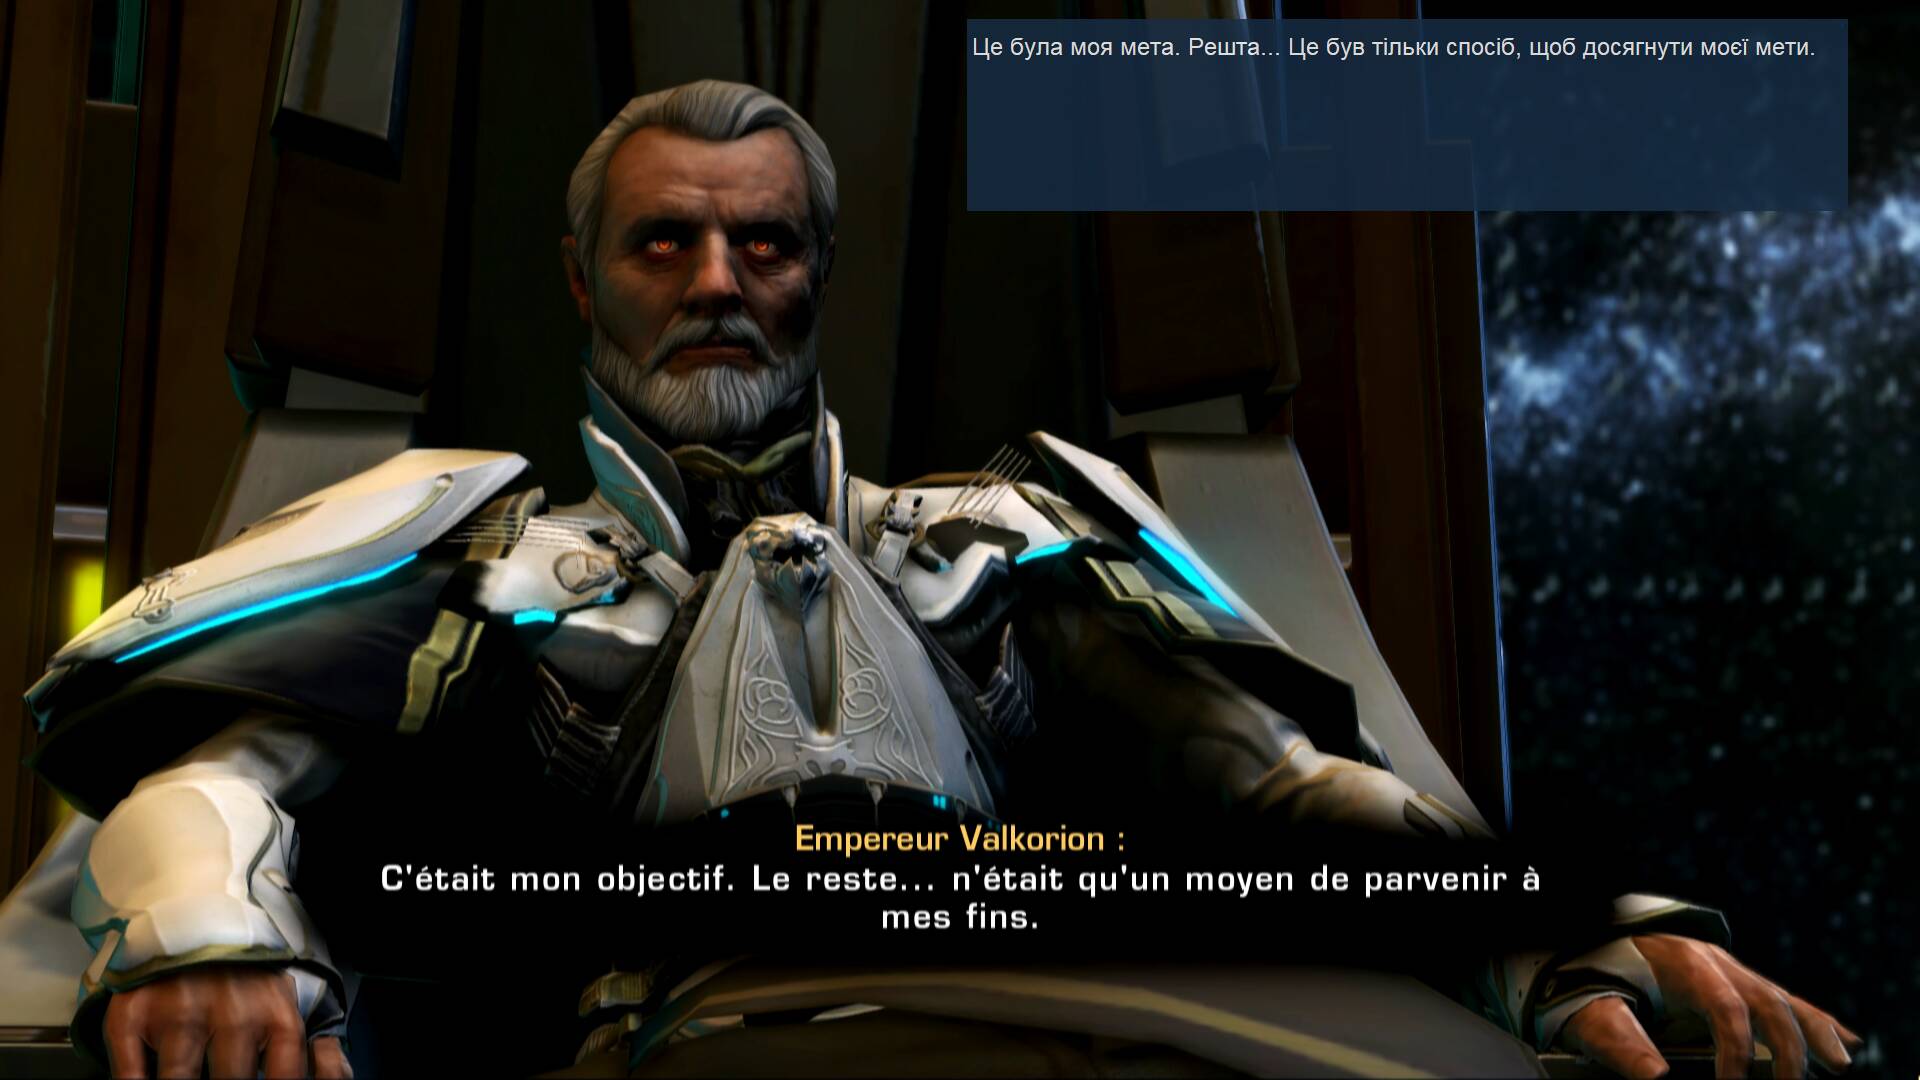 Це була моя мета. Решта... Це був тільки спосіб, щоб досягнути моєї мети.
Empereur Valkorion :
C'était mon objectif. Le reste... n'était qu'un moyen de parvenir à
mes fins.